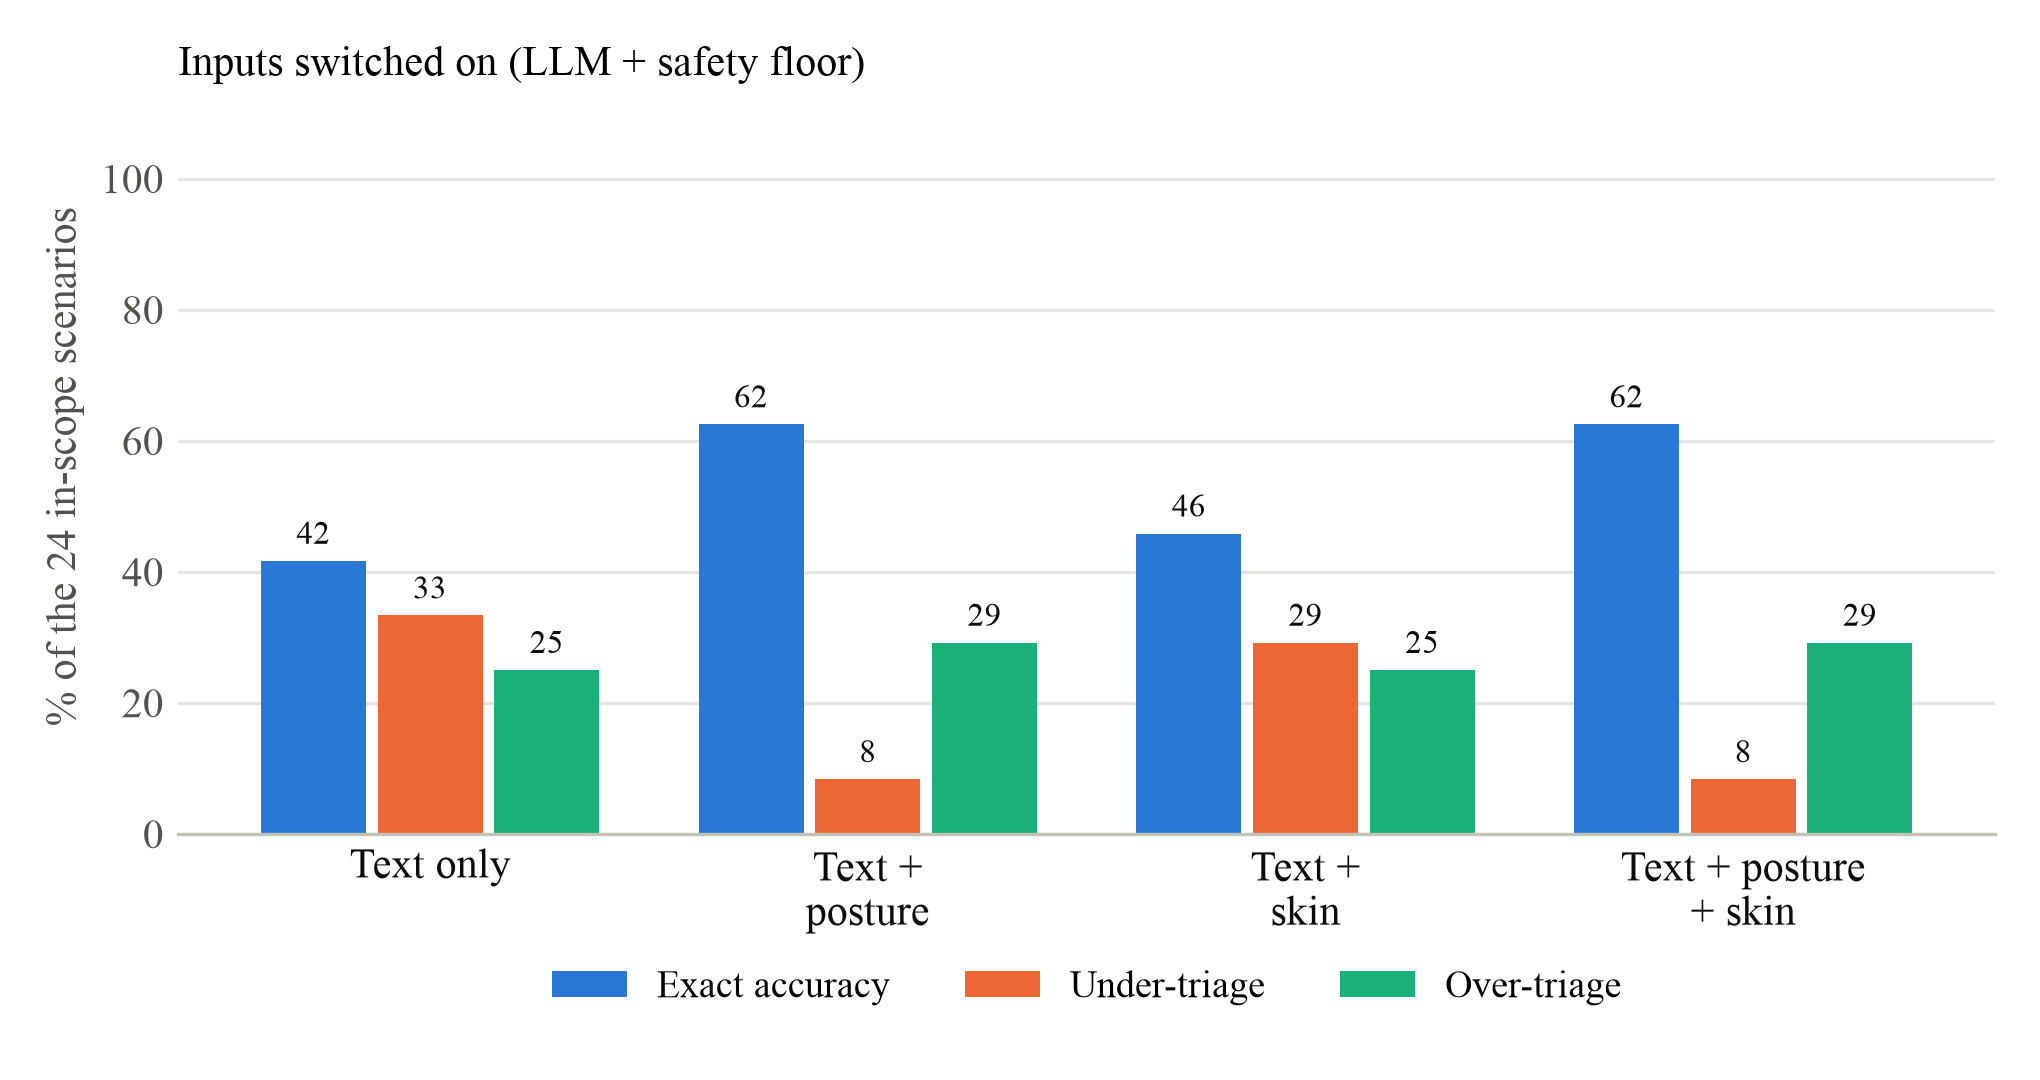 Inputs switched on (LLM + safety floor)
% of the 24 in-scope scenarios
100
80
60
40
20
0
42
33
25
62
8
29
46
29
25
62
8
29
Text only
Text +
posture
Text +
skin
Text + posture
+ skin
Exact accuracy
Under-triage
Over-triage